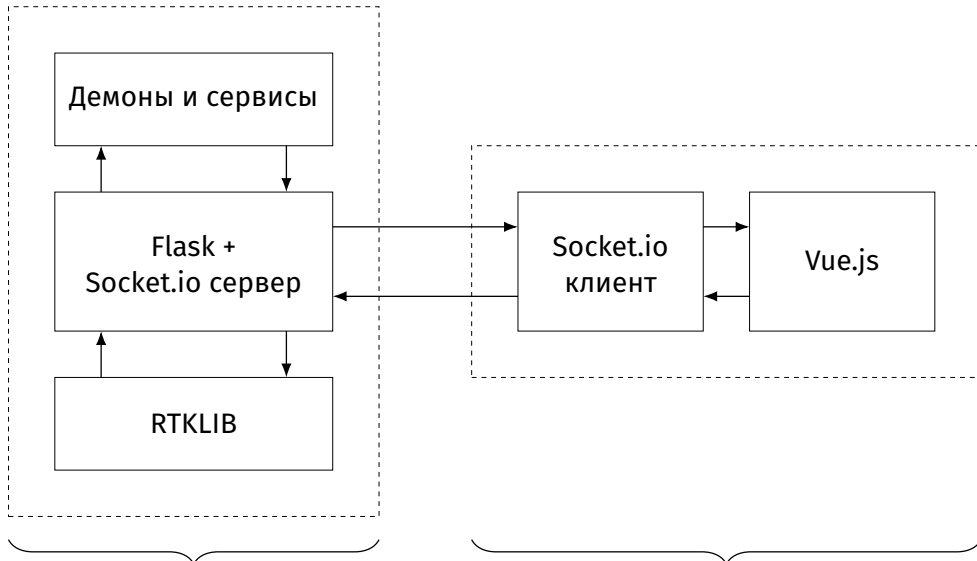 Демоны и сервисы
Flask +
Socket.io сервер
RTKLIB
Socket.io
клиент
Vue.js